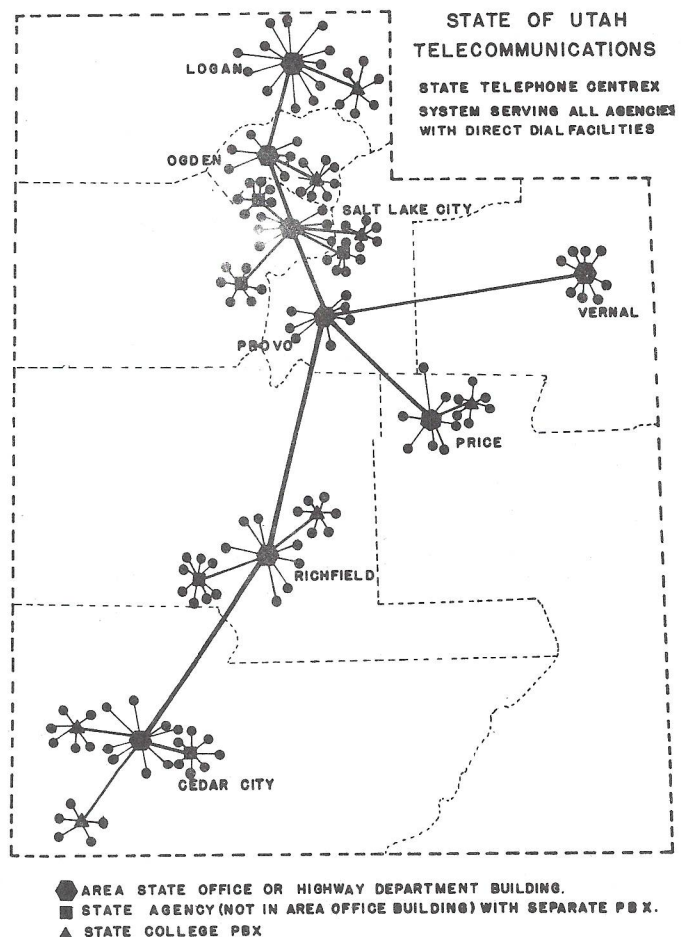 STATE OF UTAH
TELECOMMUNICATIONS
STATE TELEPHONE CENTREX
SYSTEM SERVING ALL AGENCIES
WITH DIRECT DIAL FACILITIES
LOGAN
OGDEN
SALT LAKE CITY
VERNAL
PROVO
PRICE
RICHFIELD
CEDAR CITY
AREA STATE OFFICE OR HIGHWAY DEPARTMENT BUILDING.
STATE AGENCY (NOT IN AREA OFFICE BUILDING) WITH SEPARATE PBX.
STATE COLLEGE PBX